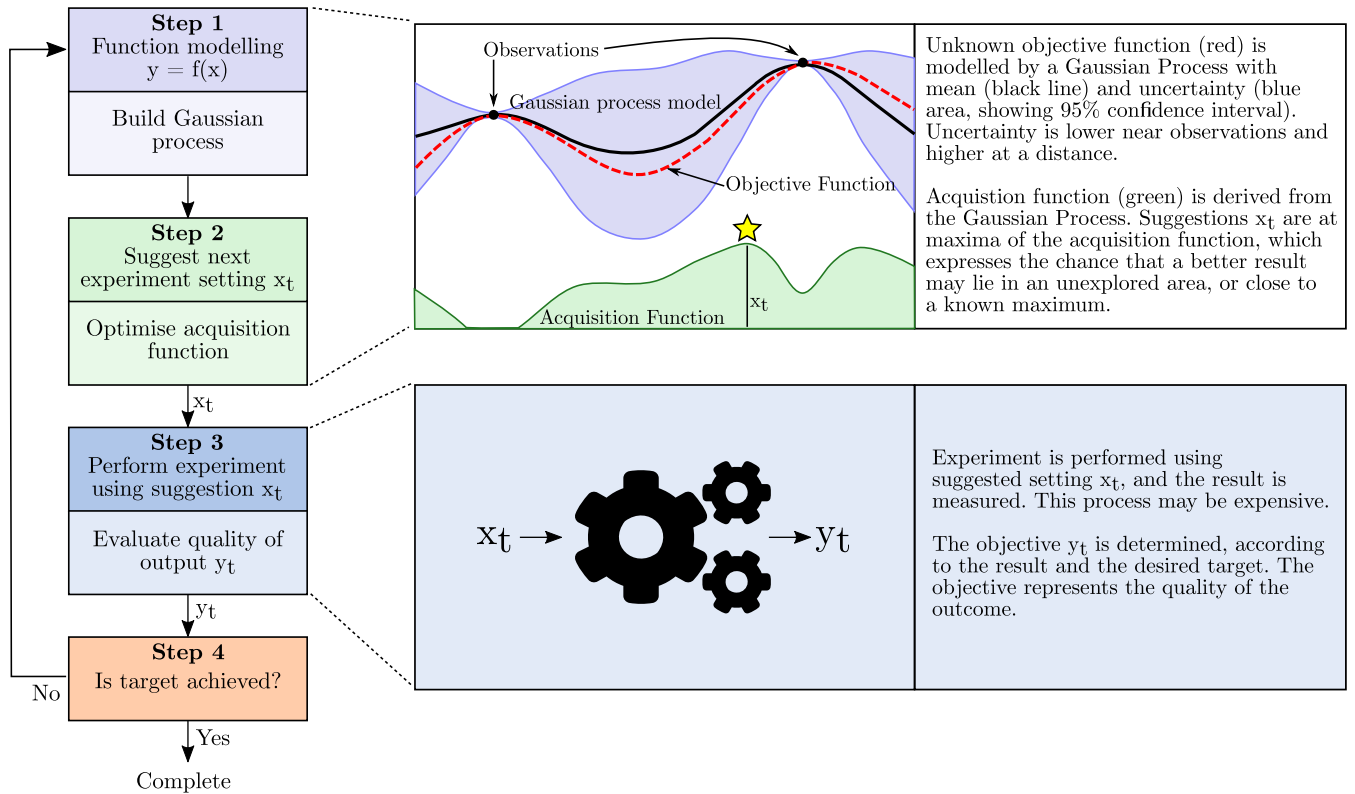 Step 1
Function modelling
y = f(x)
Build Gaussian
process
Step 2
Suggest next
experiment setting xt
Optimise acquisition
function
xt
Step 3
Perform experiment
using suggestion xt
Evaluate quality of
output yt
yt
Step 4
Is target achieved?
No
Yes
Complete
Observations
Gaussian process model
Objective Function
xt
Acquisition Function
Unknown objective function (red) is
modelled by a Gaussian Process with
mean (black line) and uncertainty (blue
area, showing 95% confidence interval).
Uncertainty is lower near observations and
higher at a distance.
Acquistion function (green) is derived from
the Gaussian Process. Suggestions xt are at
maxima of the acquisition function, which
expresses the chance that a better result
may lie in an unexplored area, or close to
a known maximum.
xt
yt
Experiment is performed using
suggested setting xt, and the result is
measured. This process may be expensive.
The objective yt is determined, according
to the result and the desired target. The
objective represents the quality of the
outcome.